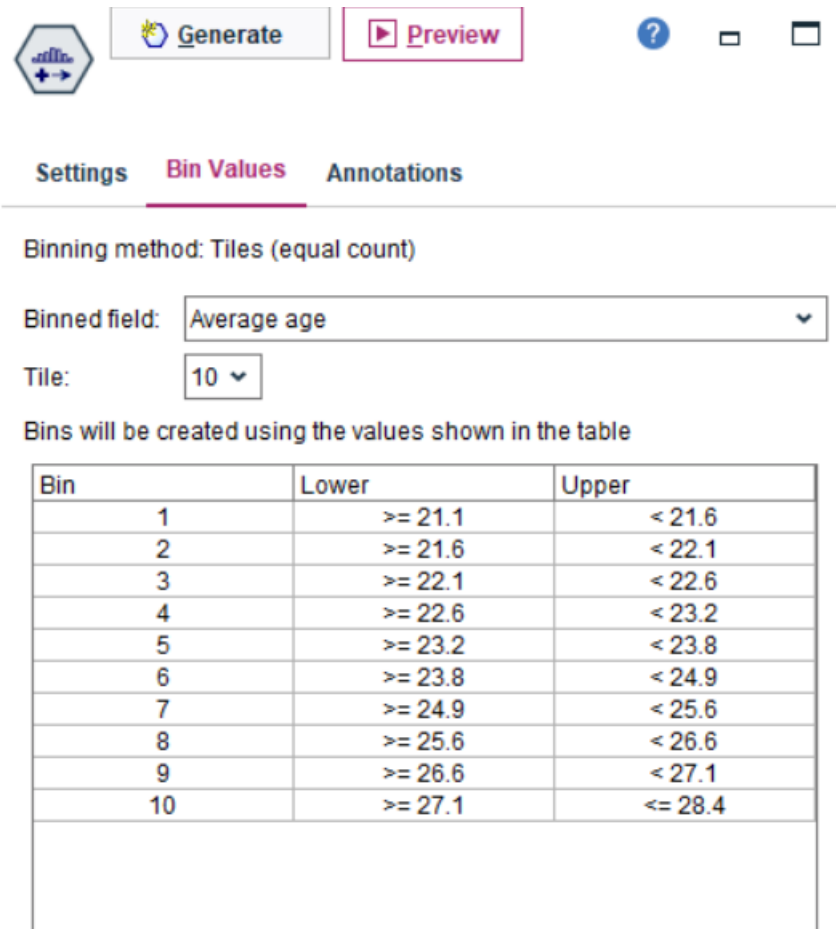 Generate Preview ?
Settings Bin Values Annotations
Binning method: Tiles (equal count)
Binned field: Average age
Tile: 10
Bins will be created using the values shown in the table
Bin Lower Upper
1 >= 21.1 < 21.6
2 >= 21.6 < 22.1
3 >= 22.1 < 22.6
4 >= 22.6 < 23.2
5 >= 23.2 < 23.8
6 >= 23.8 < 24.9
7 >= 24.9 < 25.6
8 >= 25.6 < 26.6
9 >= 26.6 < 27.1
10 >= 27.1 <= 28.4